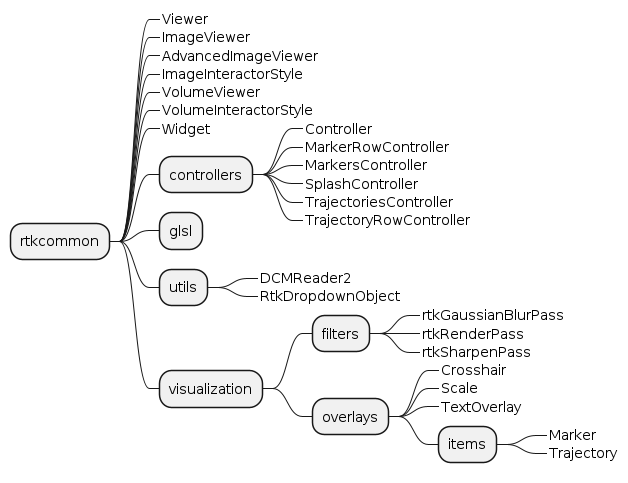 Viewer
ImageViewer
AdvancedImageViewer
ImageInteractorStyle
VolumeViewer
VolumeInteractorStyle
Widget
Controller
MarkerRowController
MarkersController
controllers
SplashController
TrajectoriesController
TrajectoryRowController
glsl
rtkcommon
DCMReader2
utils
RtkDropdownObject
rtkGaussianBlurPass
filters
rtkRenderPass
rtkSharpenPass
Crosshair
visualization
Scale
TextOverlay
overlays
Marker
items
Trajectory